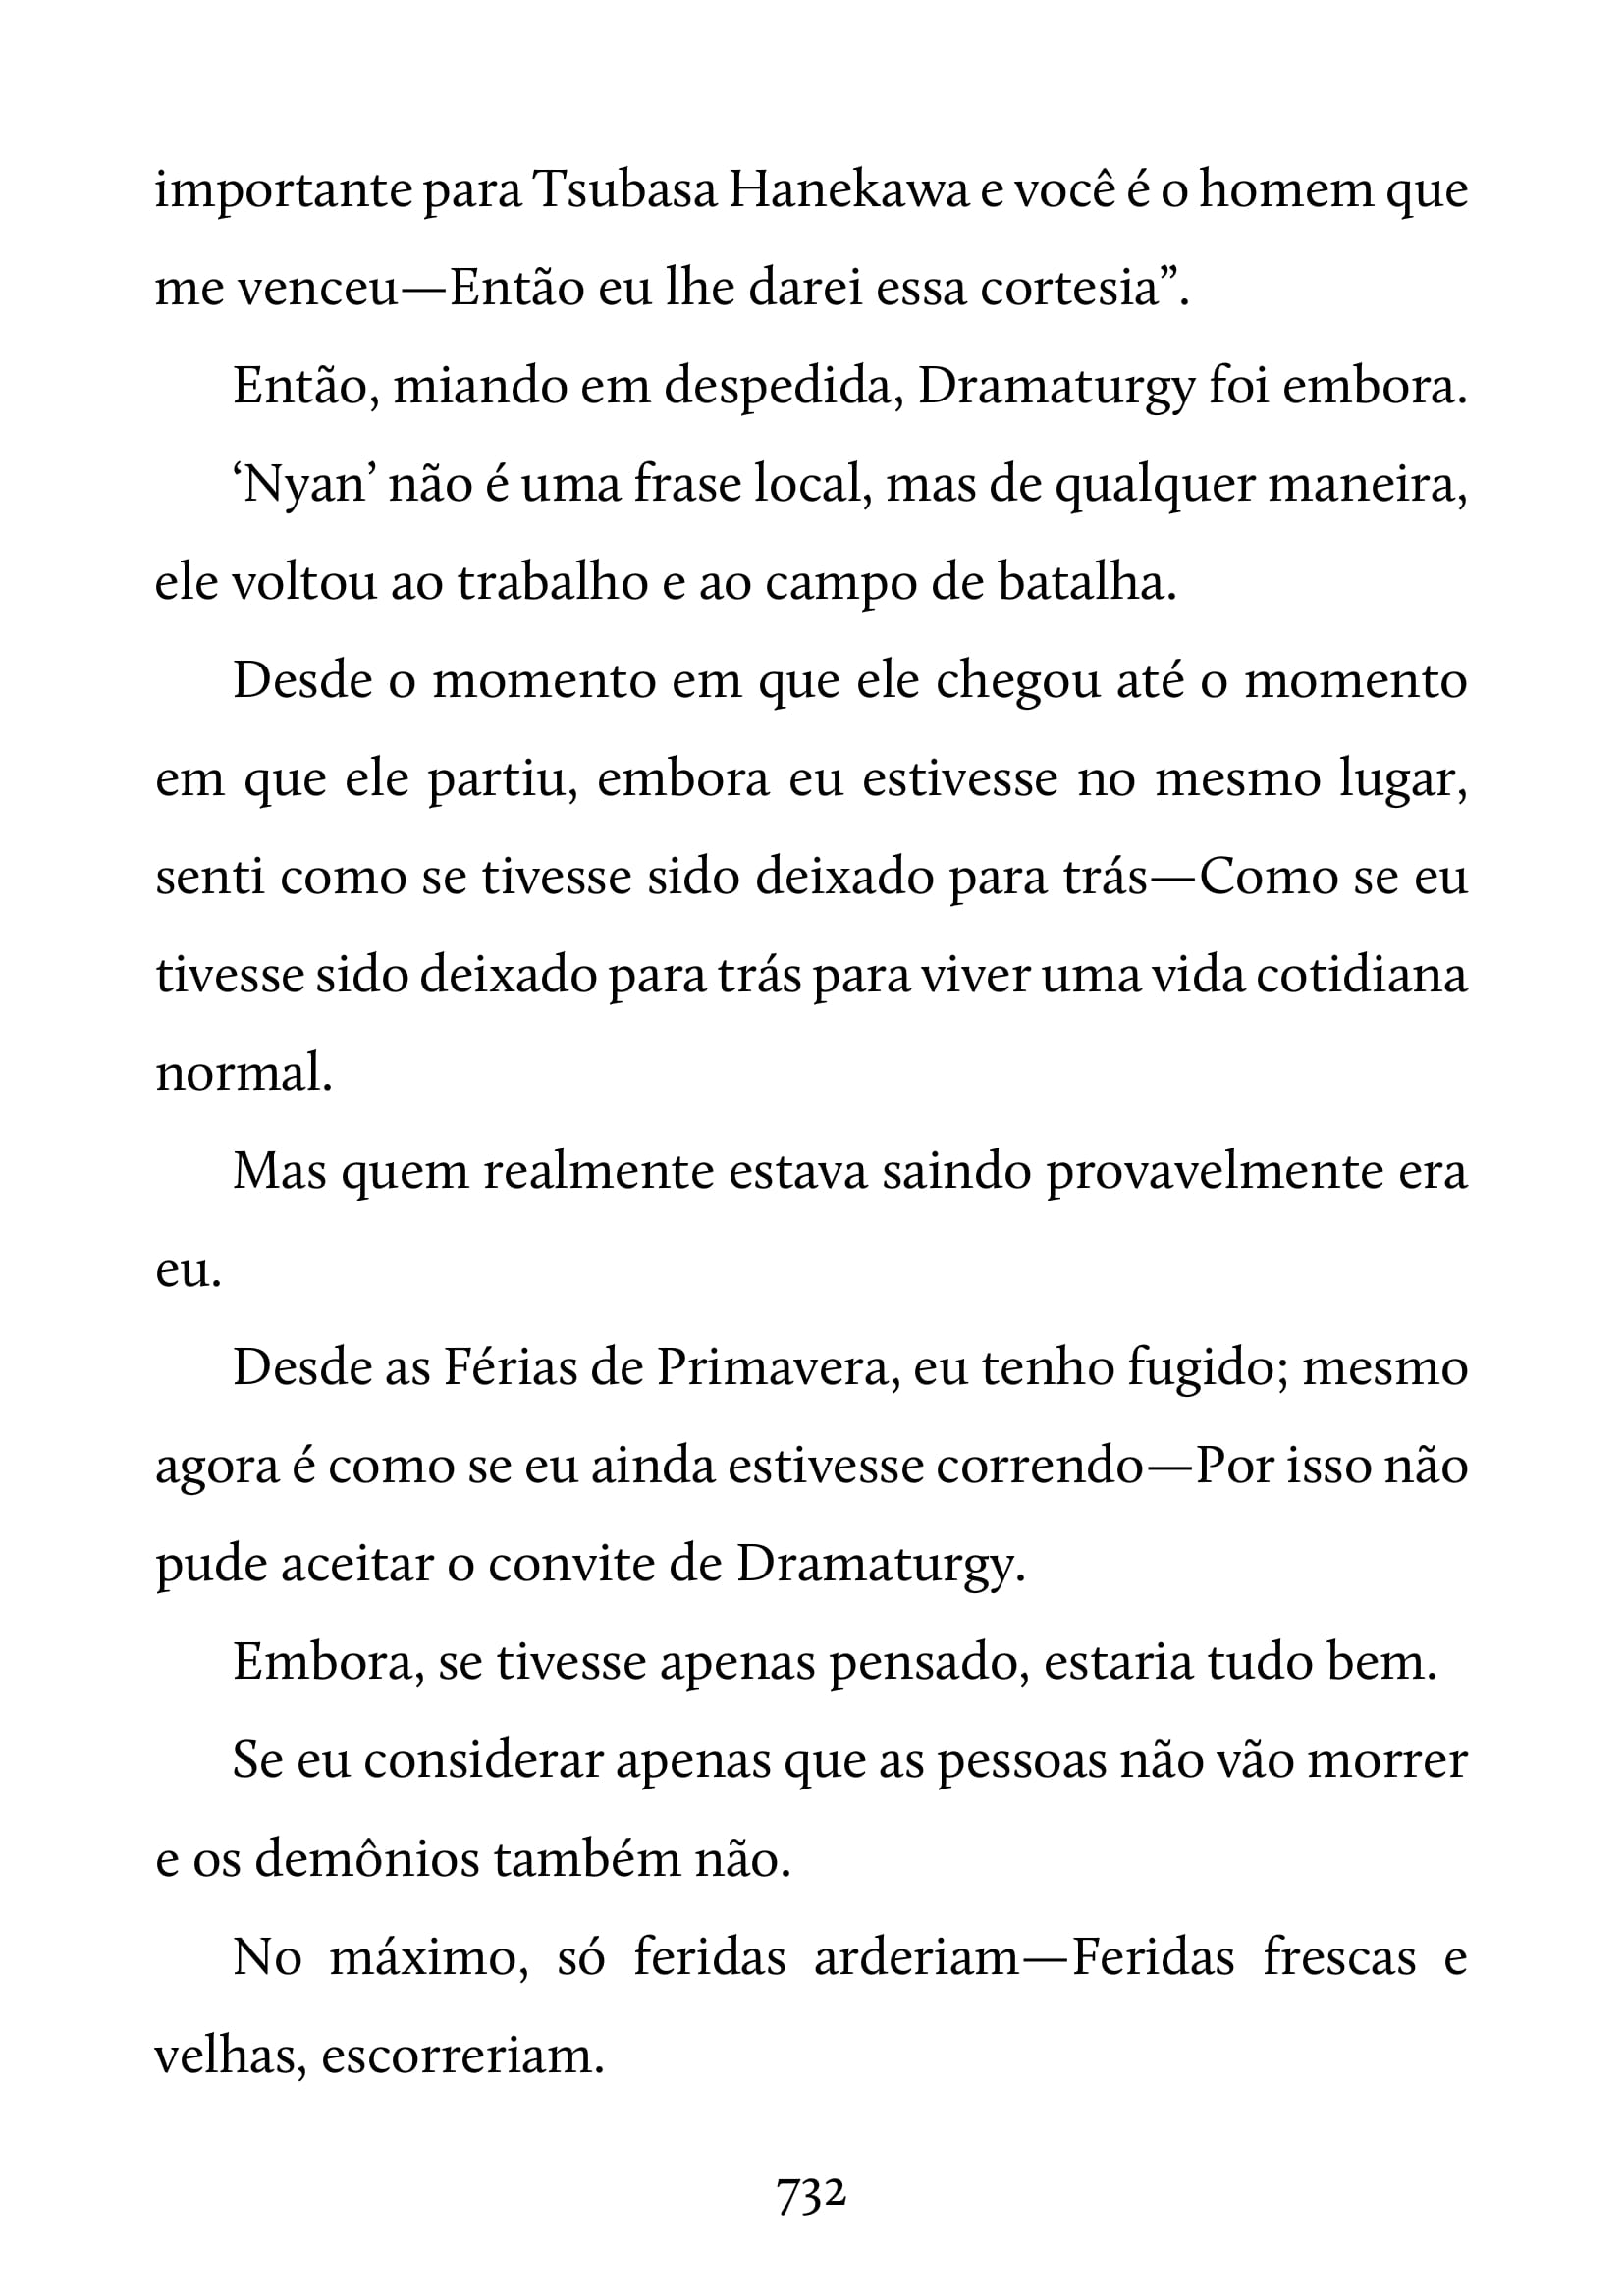 importante para Tsubasa Hanekawa e você é o homem que
me venceu—Então eu lhe darei essa cortesia”.
Então, miando em despedida, Dramaturgy foi embora.
‘Nyan’ não é uma frase local, mas de qualquer maneira,
ele voltou ao trabalho e ao campo de batalha.
Desde o momento em que ele chegou até o momento
em que ele partiu, embora eu estivesse no mesmo lugar,
senti como se tivesse sido deixado para trás—Como se eu
tivesse sido deixado para trás para viver uma vida cotidiana
normal.
Mas quem realmente estava saindo provavelmente era
eu.
Desde as Férias de Primavera, eu tenho fugido; mesmo
agora é como se eu ainda estivesse correndo—Por isso não
pude aceitar o convite de Dramaturgy.
Embora, se tivesse apenas pensado, estaria tudo bem.
Se eu considerar apenas que as pessoas não vão morrer
e os demônios também não.
No máximo, só feridas arderiam—Feridas frescas e
velhas, escorreriam.
732